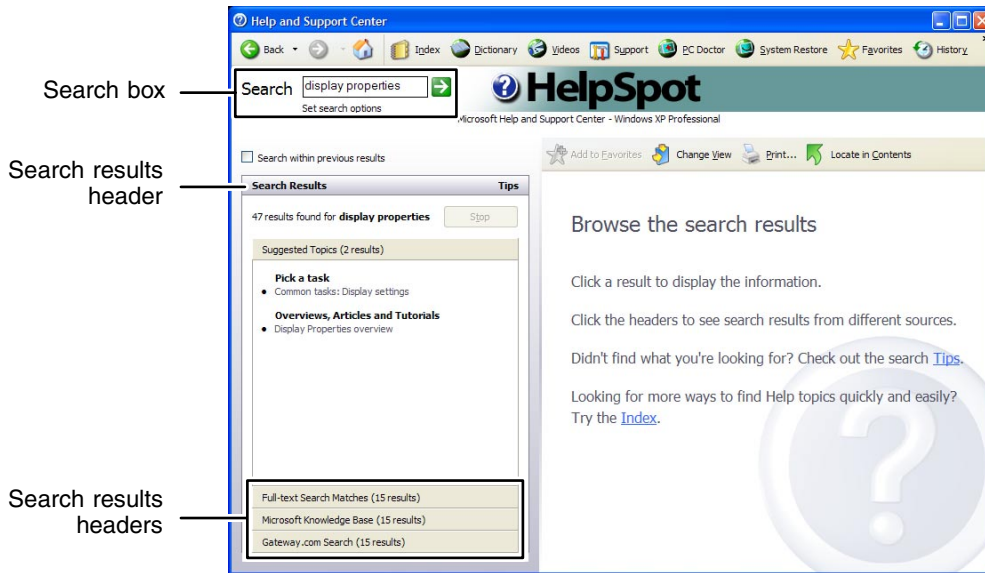 Help and Support Center
Back Index Dictionary Videos Support PC Doctor System Restore Favorites History
Search box
Search display properties
Set search options
HelpSpot
Microsoft Help and Support Center - Windows XP Professional
Search within previous results
Add to Favorites Change View Print... Locate in Contents
Search results
header
Search Results Tips
47 results found for display properties Stop
Suggested Topics (2 results)
Pick a task
• Common tasks: Display settings
Overviews, Articles and Tutorials
• Display Properties overview
Browse the search results
Click a result to display the information.
Click the headers to see search results from different sources.
Didn't find what you're looking for? Check out the search Tips.
Looking for more ways to find Help topics quickly and easily?
Try the Index.
Search results
headers
Full-text Search Matches (15 results)
Microsoft Knowledge Base (15 results)
Gateway.com Search (15 results)